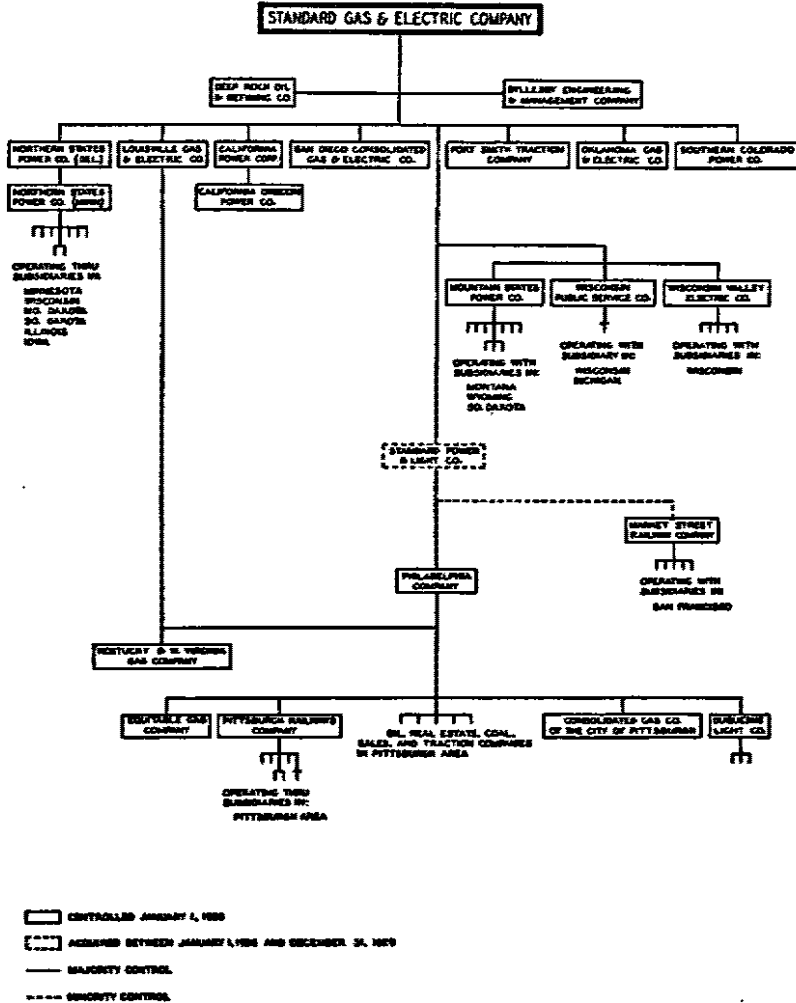 STANDARD GAS & ELECTRIC COMPANY
DEEP ROCK OIL
& REFINING CO.
BYLLESBY ENGINEERING
& MANAGEMENT COMPANY
NORTHERN STATES
POWER CO. (DEL.)
LOUISVILLE GAS
& ELECTRIC CO.
CALIFORNIA
POWER CORP.
SAN DIEGO CONSOLIDATED
GAS & ELECTRIC CO.
FORT SMITH TRACTION
COMPANY
OKLAHOMA GAS
& ELECTRIC CO.
SOUTHERN COLORADO
POWER CO.
NORTHERN STATES
POWER CO. (MINN)
CALIFORNIA OREGON
POWER CO.
OPERATING THRU
SUBSIDIARIES IN:
MINNESOTA
WISCONSIN
NO. DAKOTA
SO. DAKOTA
ILLINOIS
IOWA
MOUNTAIN STATES
POWER CO.
WISCONSIN
PUBLIC SERVICE CO.
WISCONSIN VALLEY
ELECTRIC CO.
OPERATING WITH
SUBSIDIARIES IN:
MONTANA
WYOMING
SO. DAKOTA
OPERATING WITH
SUBSIDIARY IN:
WISCONSIN
MICHIGAN
OPERATING WITH
SUBSIDIARIES IN:
WISCONSIN
STANDARD POWER
& LIGHT CO.
MARKET STREET
RAILWAY COMPANY
OPERATING WITH
SUBSIDIARIES IN:
SAN FRANCISCO
PHILADELPHIA
COMPANY
KENTUCKY & W. VIRGINIA
GAS COMPANY
EQUITABLE GAS
COMPANY
PITTSBURGH RAILWAYS
COMPANY
OIL, REAL ESTATE, COAL,
SALES, AND TRACTION COMPANIES
IN PITTSBURGH AREA
CONSOLIDATED GAS CO.
OF THE CITY OF PITTSBURGH
DUQUESNE
LIGHT CO.
OPERATING THRU
SUBSIDIARIES IN:
PITTSBURGH AREA
CONTROLLED JANUARY 1,
ACQUIRED BETWEEN JANUARY 1, AND DECEMBER 31, 1929
MAJORITY CONTROL
MINORITY CONTROL